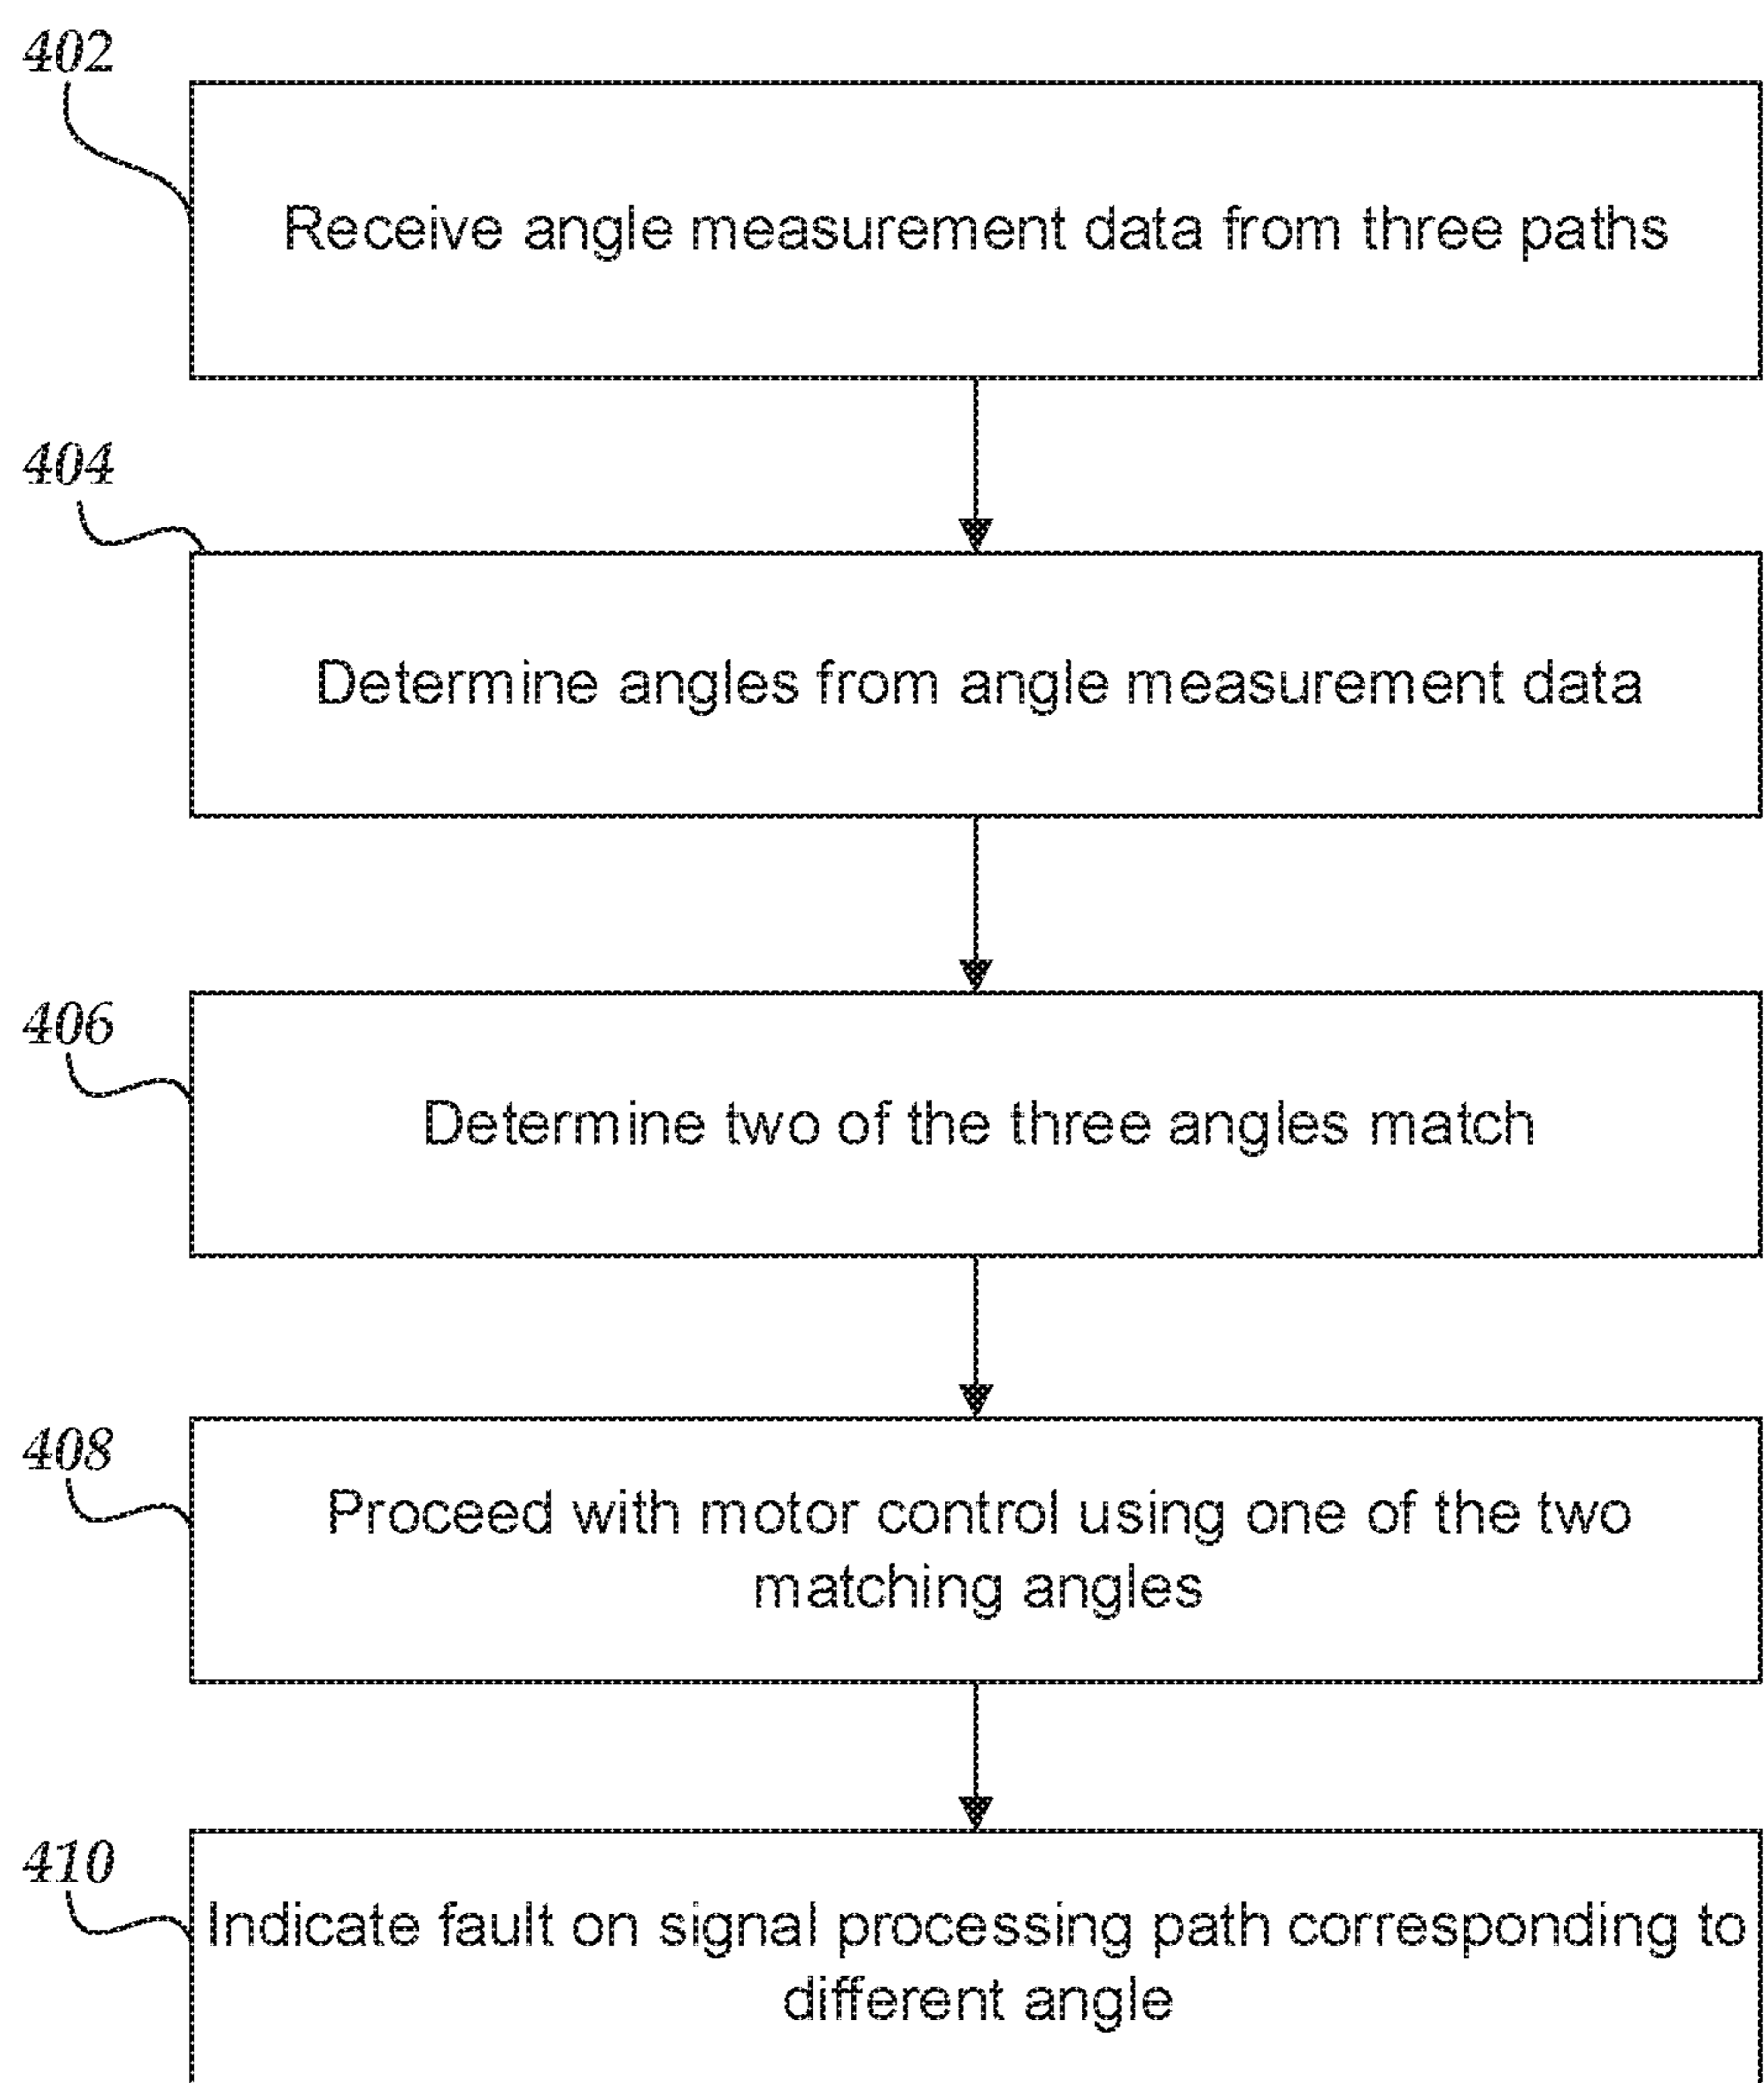 402
Receive angle measurement data from three paths
404
Determine angles from angle measurement data
406
Determine two of the three angles match
408
Proceed with motor control using one of the two
matching angles
410
Indicate fault on signal processing path corresponding to
different angle